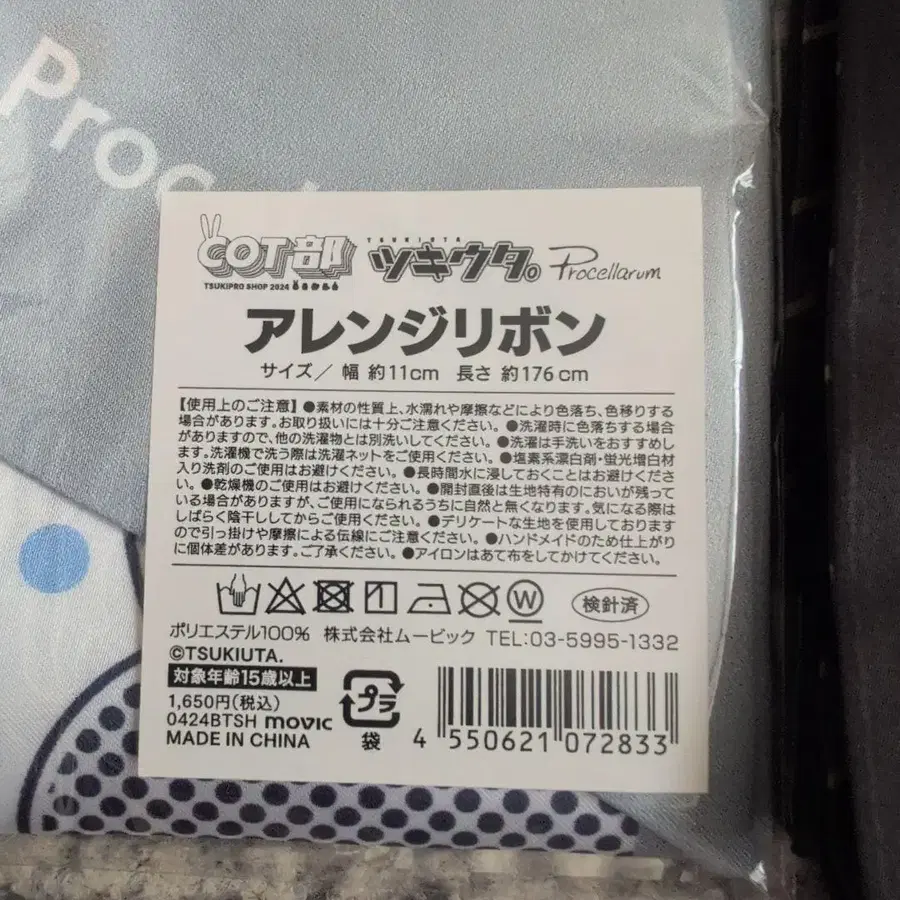 Proc
COT部 TSUKIUTA ツキウタ。 Procellarum
TSUKIPRO SHOP 2024
アレンジリボン
サイズ／ 幅 約11cm 長さ 約176cm
【使用上のご注意】●素材の性質上、水濡れや摩擦などにより色落ち、色移りする
場合があります。お取り扱いには十分ご注意ください。●洗濯時に色落ちする場合
がありますので、他の洗濯物とは別洗いしてください。●洗濯は手洗いをおすすめしま
す。洗濯機で洗う際は洗濯ネットをご使用ください。●塩素系漂白剤・蛍光増白材
入り洗剤のご使用はお避けください。●長時間水に浸しておくことはお避けくださ
い。●乾燥機のご使用はお避けください。●開封直後は生地特有のにおいが残って
いる場合がありますが、ご使用になられるうちに自然と無くなります。気になる際は
しばらく陰干ししてからご使用ください。●デリケートな生地を使用しております
ので引っ掛けや摩擦による伝線にご注意ください。●ハンドメイドのため仕上がり
に個体差があります。ご了承ください。●アイロンはあて布をしてかけてください。
W 検針済
ポリエステル100% 株式会社ムービック TEL:03-5995-1332
©TSUKIUTA.
対象年齢15歳以上
1,650円(税込)
0424BTSH movic
MADE IN CHINA
プラ
袋
4 550621 072833